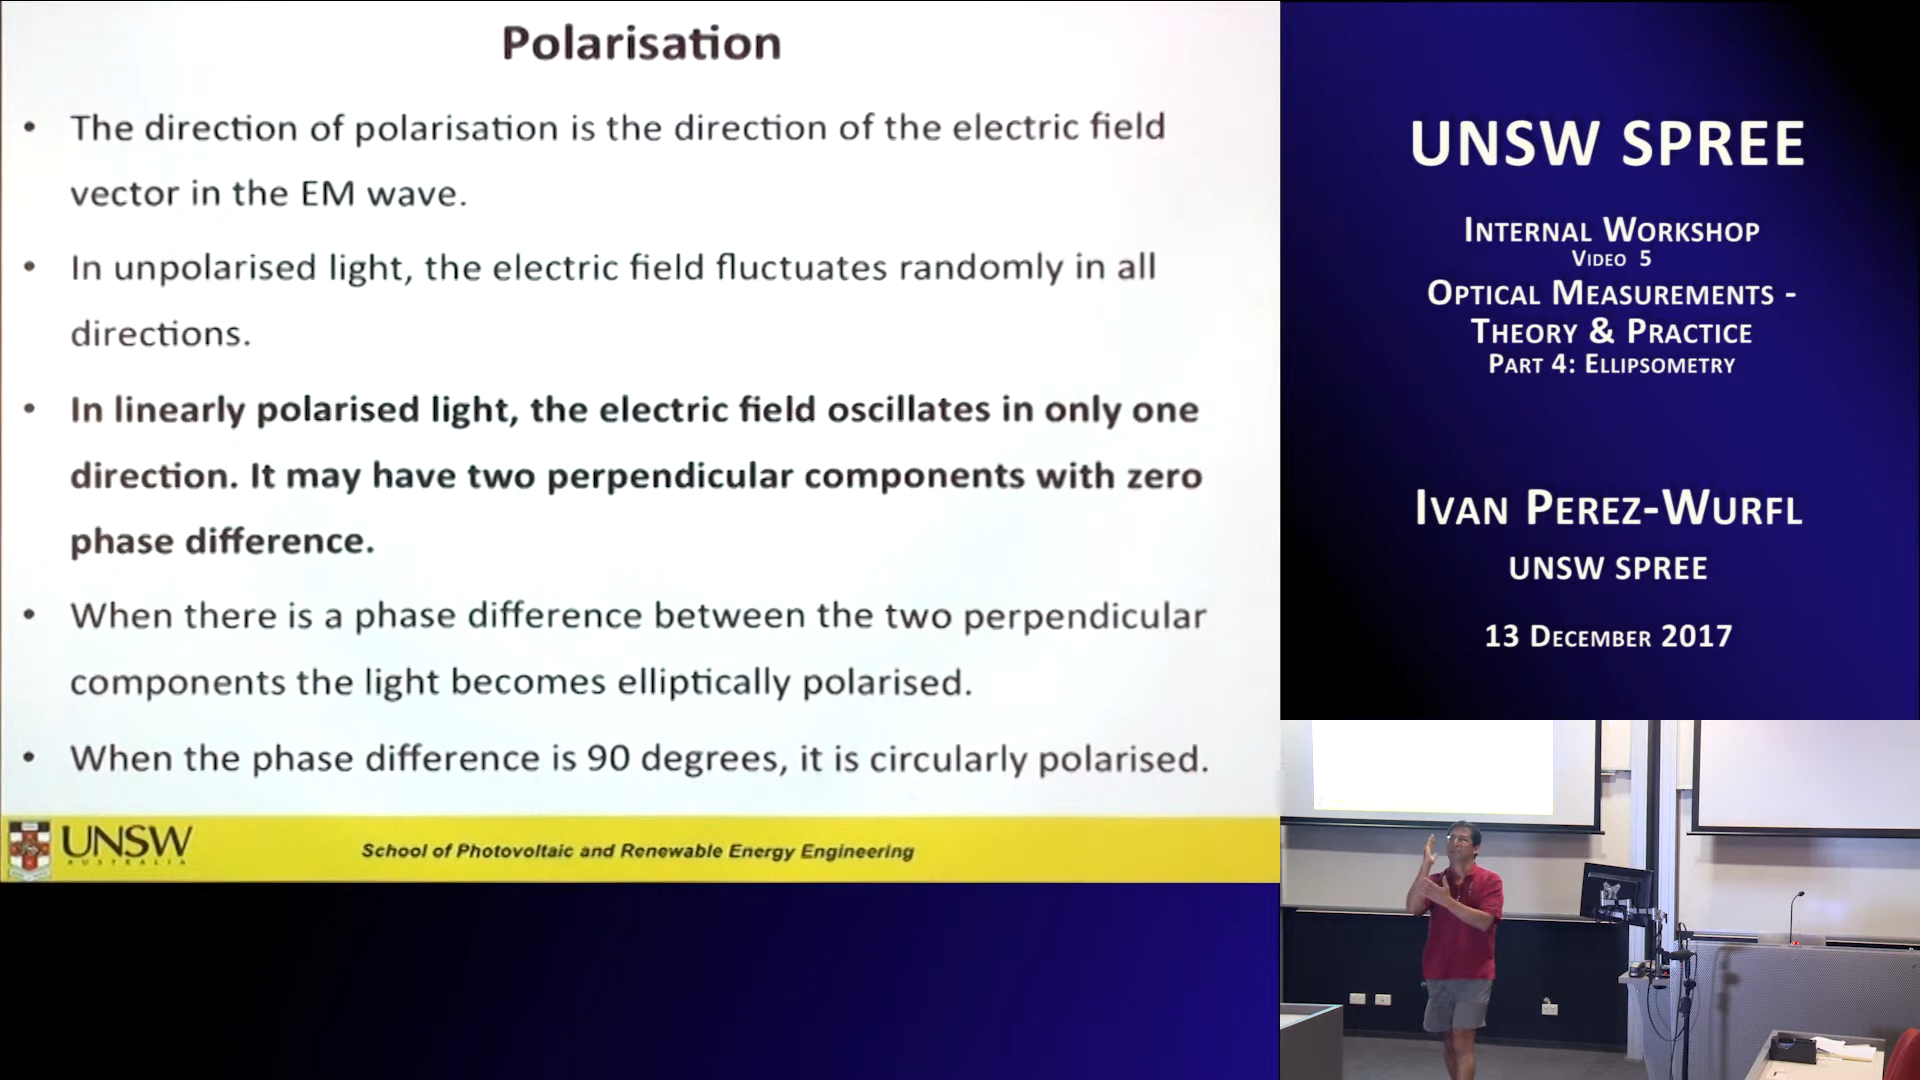 Polarisation
• The direction of polarisation is the direction of the electric field
vector in the EM wave.
• In unpolarised light, the electric field fluctuates randomly in all
directions.
• In linearly polarised light, the electric field oscillates in only one
direction. It may have two perpendicular components with zero
phase difference.
• When there is a phase difference between the two perpendicular
components the light becomes elliptically polarised.
• When the phase difference is 90 degrees, it is circularly polarised.
UNSW
AUSTRALIA
School of Photovoltaic and Renewable Energy Engineering
UNSW SPREE
Internal Workshop
Video 5
Optical Measurements -
Theory & Practice
Part 4: Ellipsometry
Ivan Perez-Wurfl
UNSW SPREE
13 December 2017